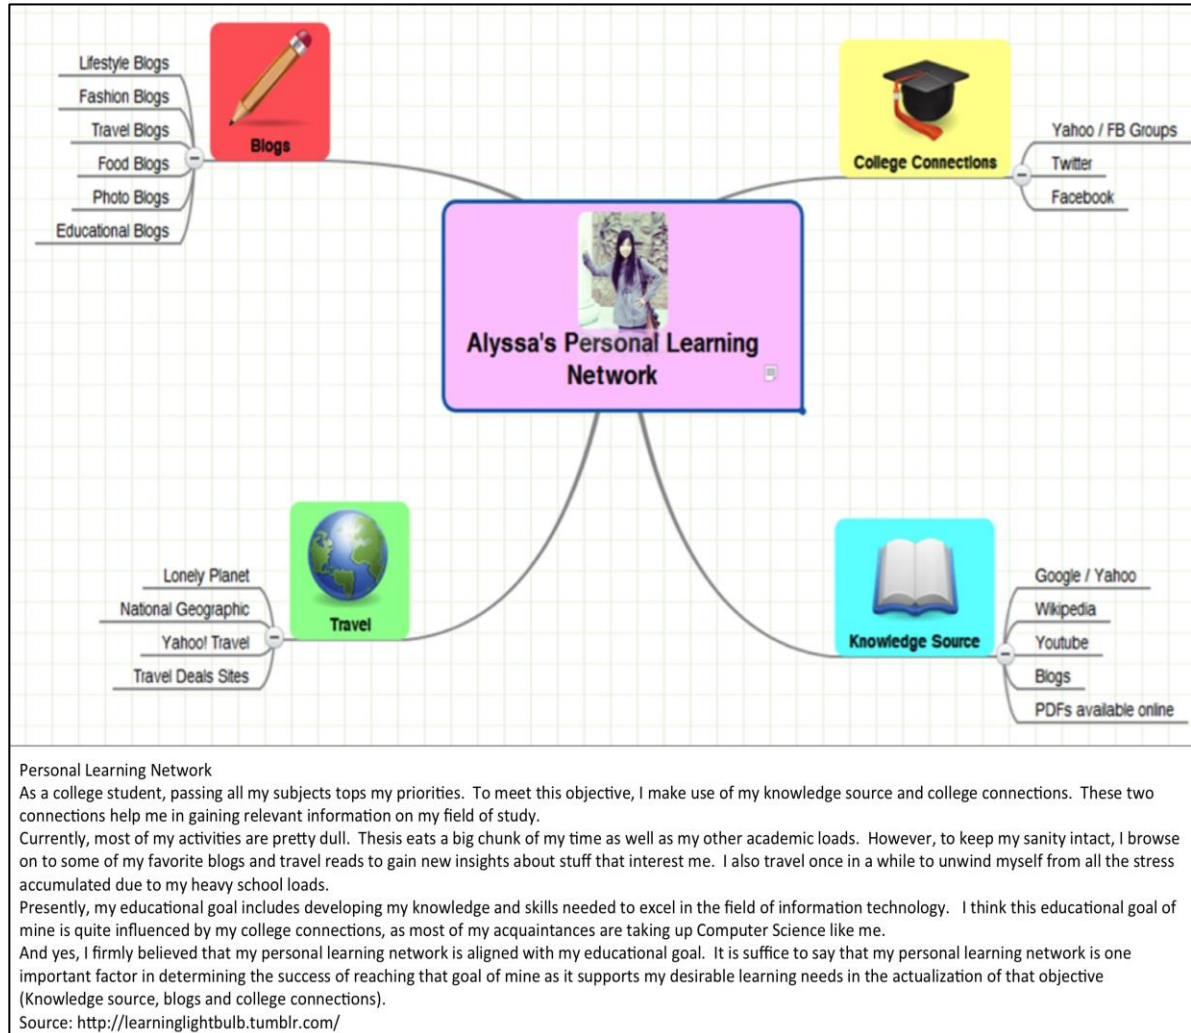 Lifestyle Blogs
Fashion Blogs
Travel Blogs
Food Blogs
Photo Blogs
Educational Blogs
Blogs
College Connections
Yahoo / FB Groups
Twitter
Facebook
Alyssa's Personal Learning
Network
Lonely Planet
National Geographic
Yahoo! Travel
Travel Deals Sites
Travel
Knowledge Source
Google / Yahoo
Wikipedia
Youtube
Blogs
PDFs available online
Personal Learning Network
As a college student, passing all my subjects tops my priorities.  To meet this objective, I make use of my knowledge source and college connections.  These two
connections help me in gaining relevant information on my field of study.
Currently, most of my activities are pretty dull.  Thesis eats a big chunk of my time as well as my other academic loads.  However, to keep my sanity intact, I browse
on to some of my favorite blogs and travel reads to gain new insights about stuff that interest me.  I also travel once in a while to unwind myself from all the stress
accumulated due to my heavy school loads.
Presently, my educational goal includes developing my knowledge and skills needed to excel in the field of information technology.   I think this educational goal of
mine is quite influenced by my college connections, as most of my acquaintances are taking up Computer Science like me.
And yes, I firmly believed that my personal learning network is aligned with my educational goal.  It is suffice to say that my personal learning network is one
important factor in determining the success of reaching that goal of mine as it supports my desirable learning needs in the actualization of that objective
(Knowledge source, blogs and college connections).
Source: http://learninglightbulb.tumblr.com/